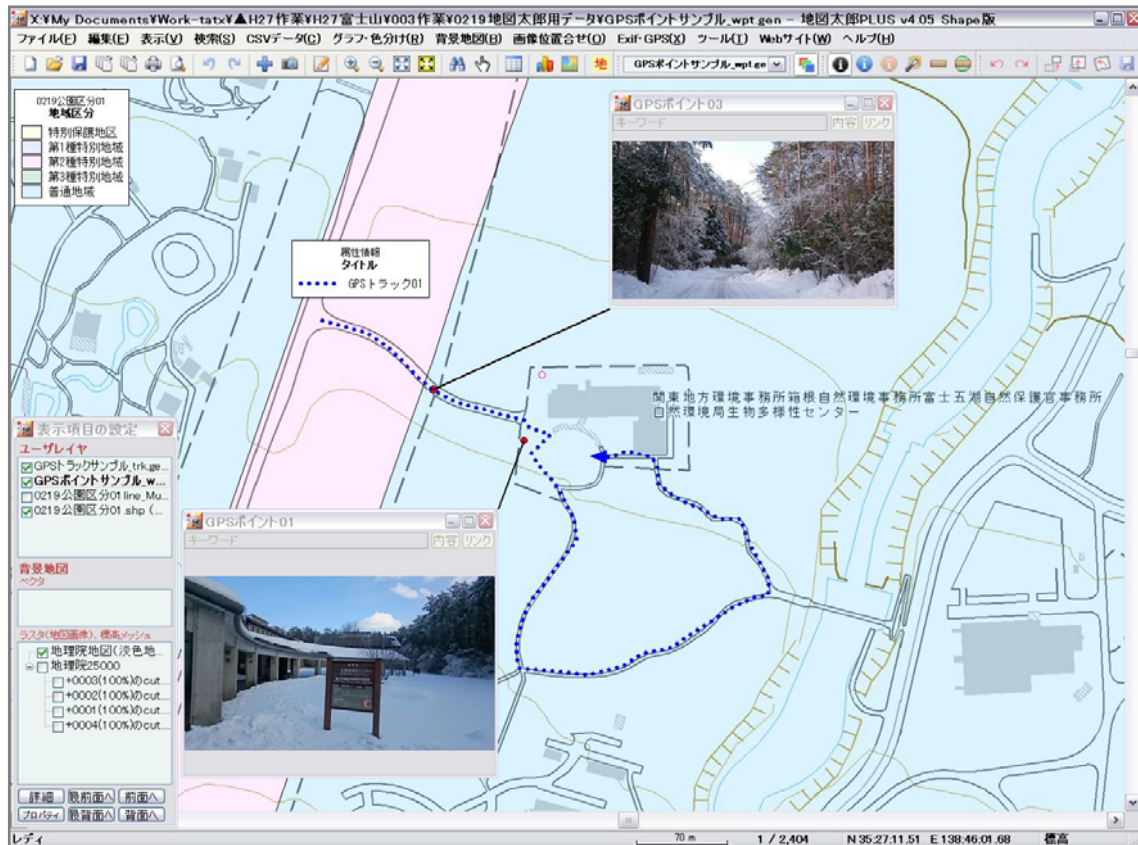 X:¥My Documents¥Work-tatx¥▲H27作業¥H27富士山¥003作業¥0219地図太郎用データ¥GPSポイントサンプル_wpt.gen - 地図太郎PLUS v4.05 Shape版
ファイル(F) 編集(E) 表示(V) 検索(S) CSVデータ(C) グラフ・色分け(R) 背景地図(B) 画像位置合せ(O) Exif・GPS(X) ツール(T) Webサイト(W) ヘルプ(H)
地 GPSポイントサンプル_wpt.ge
0219公園区分01
地域区分
特別保護地区
第1種特別地域
第2種特別地域
第3種特別地域
普通地域
GPSポイント03
キーワード 内容 リンク
属性情報
タイトル
GPSトラック01
関東地方環境事務所箱根自然環境事務所富士五湖自然保護官事務所
自然環境局生物多様性センター
表示項目の設定
ユーザレイヤ
GPSトラックサンプル_trk.ge...
GPSポイントサンプル_w...
0219公園区分01line_Mu...
0219公園区分01.shp (...
背景地図
ベクタ
ラスタ(地図画像)、標高メッシュ
地理院地図(淡色地...
地理院25000
+0003(100%)のcut...
+0002(100%)のcut...
+0001(100%)のcut...
+0004(100%)のcut...
詳細 最前面へ 前面へ
プロパティ 最背面へ 背面へ
GPSポイント01
キーワード 内容 リンク
レディ 70 m 1 / 2,404 N 35:27:11.51 E 138:46:01.68 標高